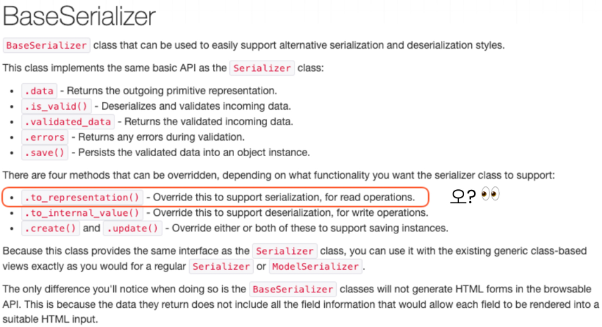 BaseSerializer
BaseSerializer class that can be used to easily support alternative serialization and deserialization styles.
This class implements the same basic API as the Serializer class:
• .data - Returns the outgoing primitive representation.
• .is_valid() - Deserializes and validates incoming data.
• .validated_data - Returns the validated incoming data.
• .errors - Returns any errors during validation.
• .save() - Persists the validated data into an object instance.
There are four methods that can be overridden, depending on what functionality you want the serializer class to support:
• .to_representation() - Override this to support serialization, for read operations. 오? 👀
• .to_internal_value() - Override this to support deserialization, for write operations.
• .create() and .update() - Override either or both of these to support saving instances.
Because this class provides the same interface as the Serializer class, you can use it with the existing generic class-based
views exactly as you would for a regular Serializer or ModelSerializer.
The only difference you'll notice when doing so is the BaseSerializer classes will not generate HTML forms in the browsable
API. This is because the data they return does not include all the field information that would allow each field to be rendered into a
suitable HTML input.